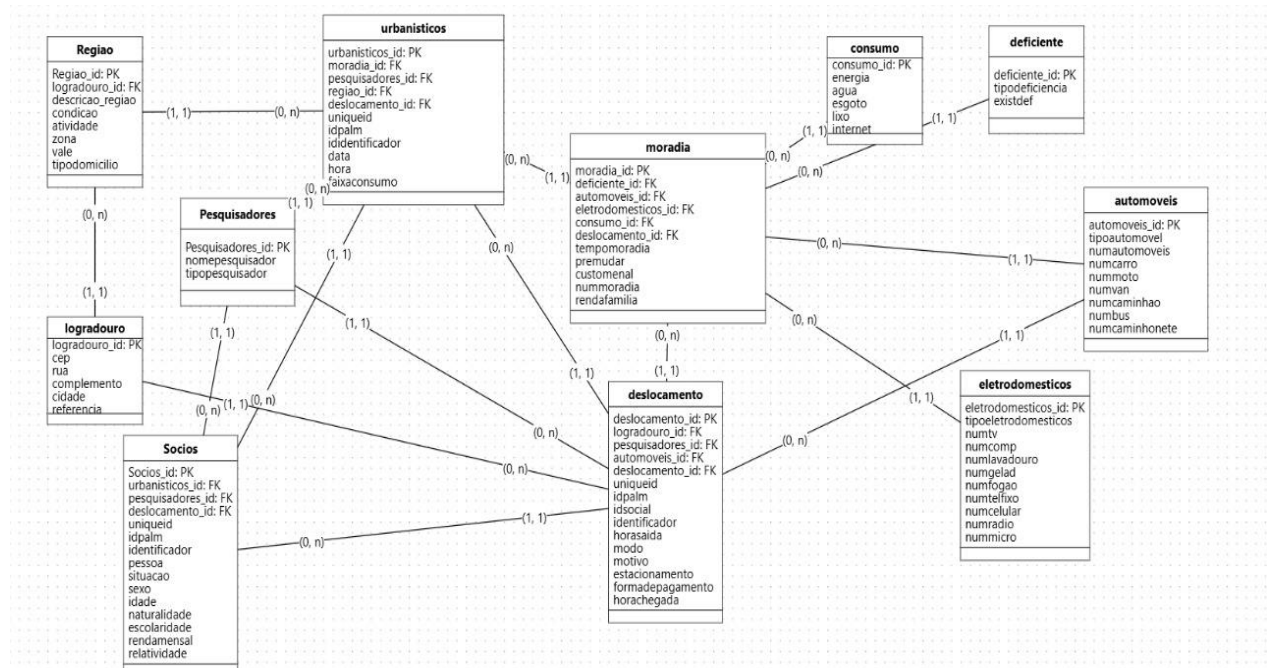 Regiao
Regiao_id: PK
logradouro_id: FK
descricao_regiao
condicao
atividade
zona
vale
tipodomicilio
(1, 1)
(0, n)
urbanisticos
urbanisticos_id: PK
moradia_id: FK
pesquisadores_id: FK
regiao_id: FK
deslocamento_id: FK
uniqueid
idpalm
ididentificador
data
hora
faixaconsumo
(0, n)
(1, 1)
(0, n)
(1, 1)
consumo
consumo_id: PK
energia
agua
esgoto
lixo
internet
(1, 1)
(0, n)
deficiente
deficiente_id: PK
tipodeficiencia
existdef
(1, 1)
(0, n)
moradia
moradia_id: PK
deficiente_id: FK
automoveis_id: FK
eletrodomesticos_id: FK
consumo_id: FK
deslocamento_id: FK
tempomoradia
premudar
customenal
nummoradia
rendafamilia
(0, n)
(1, 1)
automoveis
automoveis_id: PK
tipoautomovel
numautomoveis
numcarro
nummoto
numvan
numcaminhao
numbus
numcaminhonete
Pesquisadores
Pesquisadores_id: PK
nomepesquisador
tipopesquisador
(0, n)
(1, 1)
(1, 1)
(0, n)
(1, 1)
(1, 1)
(1, 1)
(0, n)
(0, n)
(1, 1)
(1, 1)
(0, n)
(1, 1)
logradouro
logradouro_id: PK
cep
rua
complemento
cidade
referencia
(0, n)
(1, 1)
(0, n)
(0, n)
(0, n)
(0, n)
(1, 1)
Socios
Socios_id: PK
urbanisticos_id: FK
pesquisadores_id: FK
deslocamento_id: FK
uniqueid
idpalm
identificador
pessoa
situacao
sexo
idade
naturalidade
escolaridade
rendamensal
relatividade
(0, n)
(1, 1)
deslocamento
deslocamento_id: PK
logradouro_id: FK
pesquisadores_id: FK
automoveis_id: FK
deslocamento_id: FK
uniqueid
idpalm
idsocial
identificador
horasaida
modo
motivo
estacionamento
formadepagamento
horachegada
eletrodomesticos
eletrodomesticos_id: PK
tipoeletrodomesticos
numtv
numcomp
numlavadouro
numgelad
numfogao
numtelfixo
numcelular
numradio
nummicro